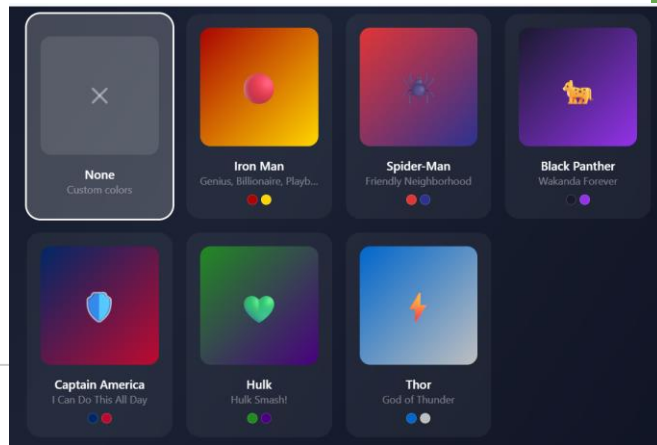 None
Custom colors
Iron Man
Genius, Billionaire, Playb...
Spider-Man
Friendly Neighborhood
Black Panther
Wakanda Forever
Captain America
I Can Do This All Day
Hulk
Hulk Smash!
Thor
God of Thunder